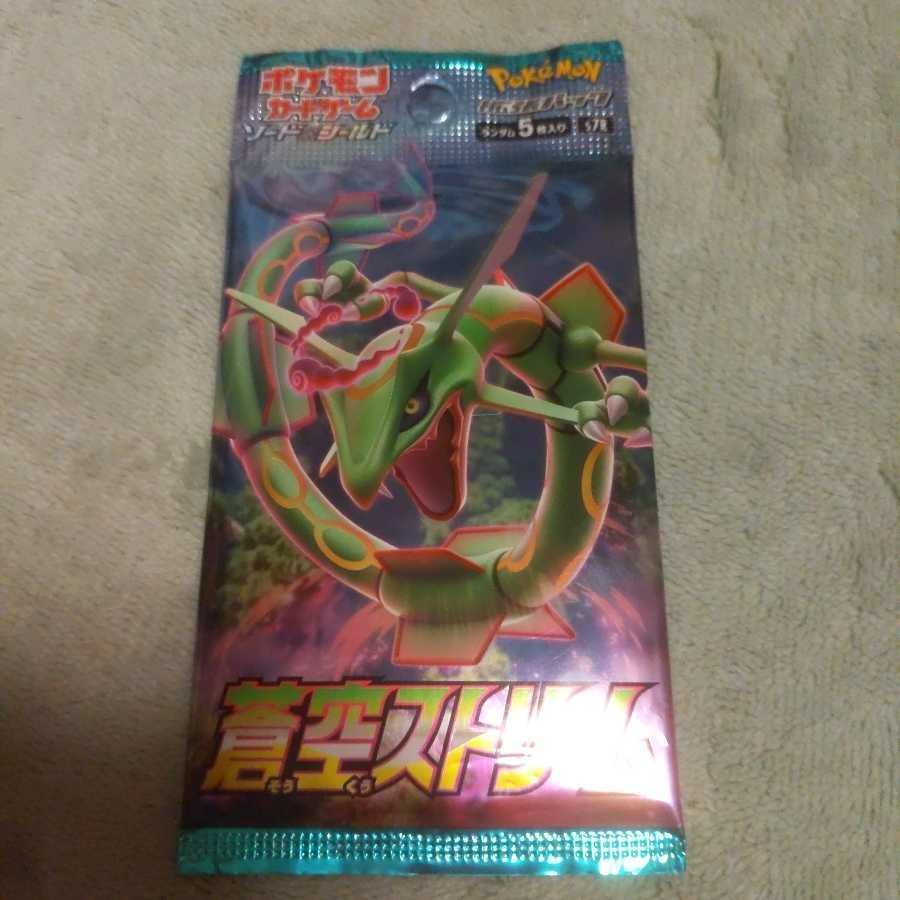 ポケモン
カードゲーム
ソード&シールド
POKÉMON
拡張パック
ランダム5枚入り S7R
蒼空ストリーム
そう くう